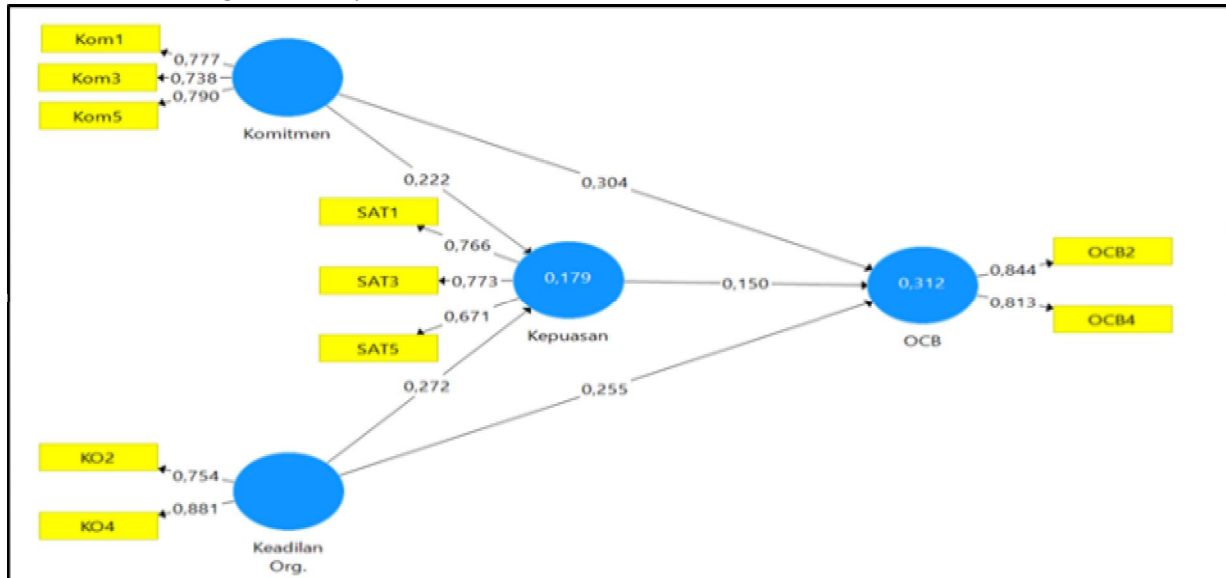 Kom1
0,777
Kom3
0,738
Kom5
0,790
Komitmen
0,222
0,304
SAT1
0,766
SAT3
0,773
SAT5
0,671
0,179
Kepuasan
0,150
0,312
OCB
0,844
OCB2
0,813
OCB4
0,272
0,255
KO2
0,754
KO4
0,881
Keadilan
Org.